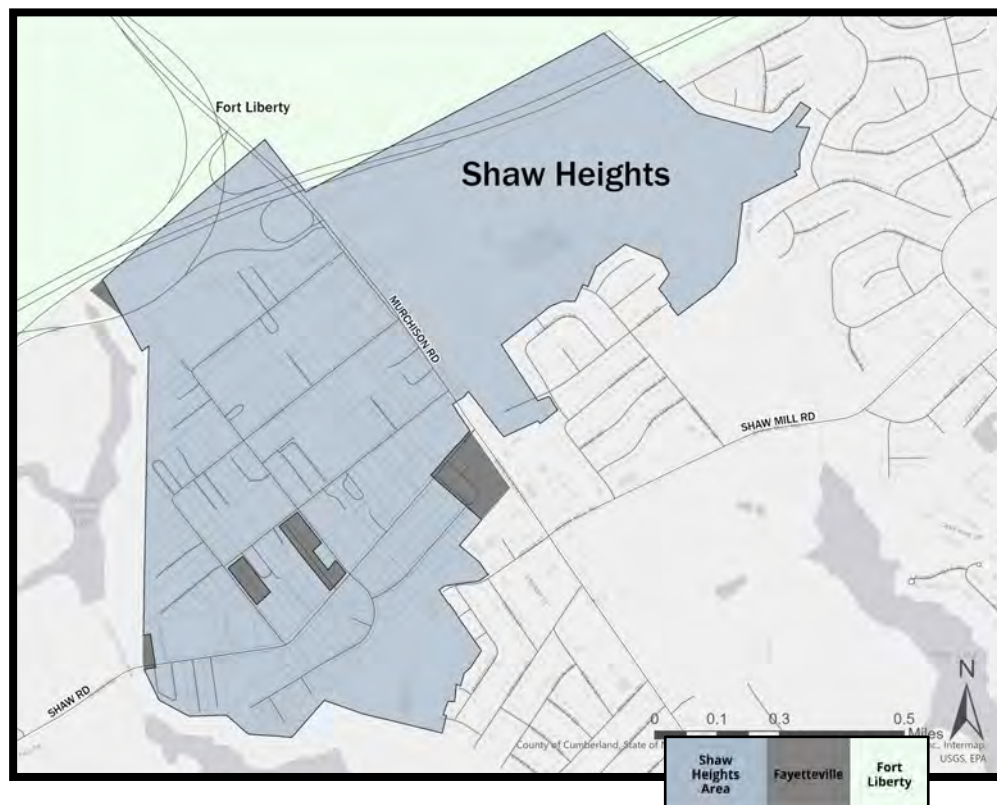 Fort Liberty
Shaw Heights
MURCHISON RD
SHAW MILL RD
SHAW RD
N
0 0.1 0.3 0.5
Miles
County of Cumberland, State of
Intermap,
USGS, EPA
Shaw
Heights
Area
Fayetteville
Fort
Liberty